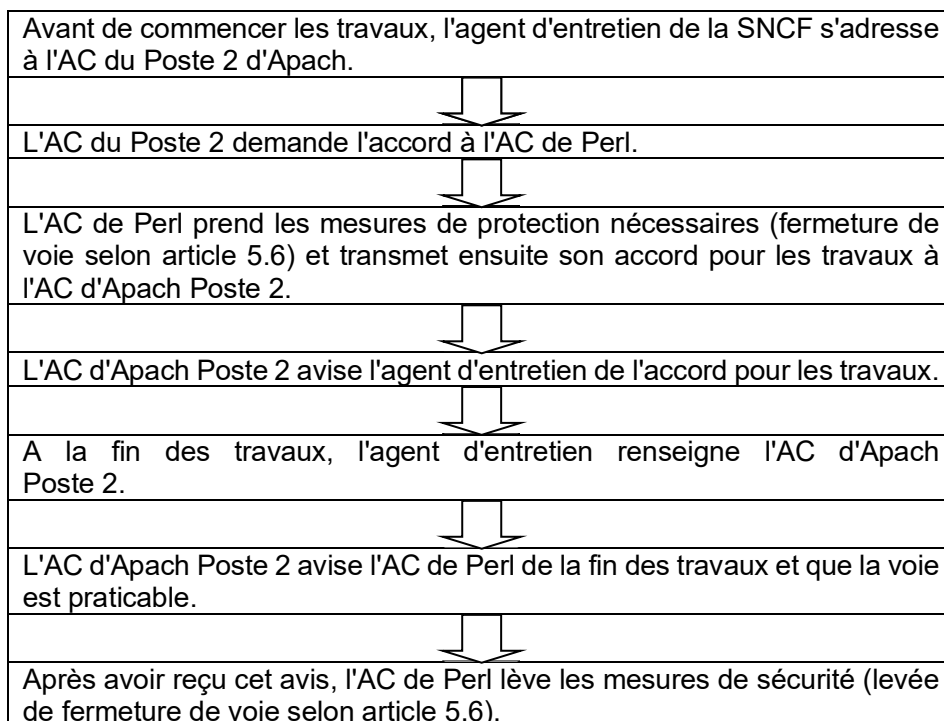 Avant de commencer les travaux, l'agent d'entretien de la SNCF s'adresse
à l'AC du Poste 2 d'Apach.
L'AC du Poste 2 demande l'accord à l'AC de Perl.
L'AC de Perl prend les mesures de protection nécessaires (fermeture de
voie selon article 5.6) et transmet ensuite son accord pour les travaux à
l'AC d'Apach Poste 2.
L'AC d'Apach Poste 2 avise l'agent d'entretien de l'accord pour les travaux.
A la fin des travaux, l'agent d'entretien renseigne l'AC d'Apach
Poste 2.
L'AC d'Apach Poste 2 avise l'AC de Perl de la fin des travaux et que la voie
est praticable.
Après avoir reçu cet avis, l'AC de Perl lève les mesures de sécurité (levée
de fermeture de voie selon article 5.6).